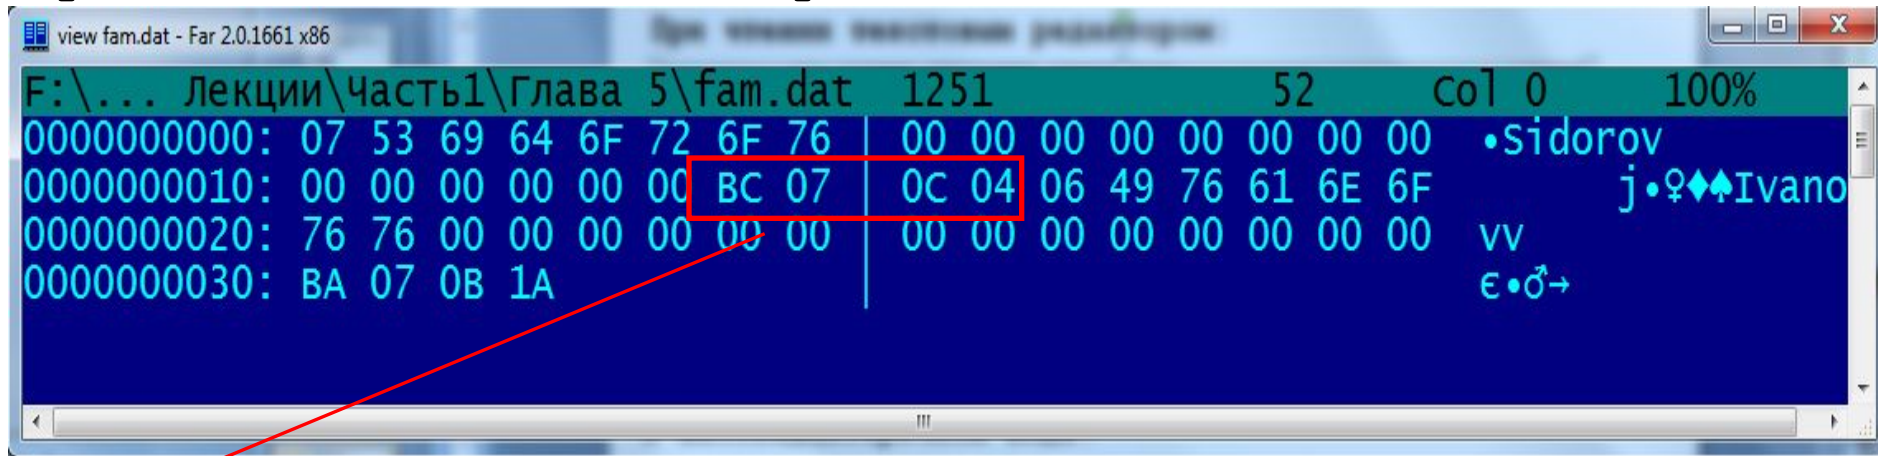 view fam.dat - Far 2.0.1661 x86
F:\... Лекции\Часть1\Глава 5\fam.dat 1251 52 Col 0 100%
0000000000: 07 53 69 64 6F 72 6F 76 | 00 00 00 00 00 00 00 00 •Sidorov
0000000010: 00 00 00 00 00 00 BC 07 | 0C 04 06 49 76 61 6E 6F j•♀♦♠Ivano
0000000020: 76 76 00 00 00 00 00 00 | 00 00 00 00 00 00 00 00 vv
0000000030: BA 07 0B 1A | є•♂→